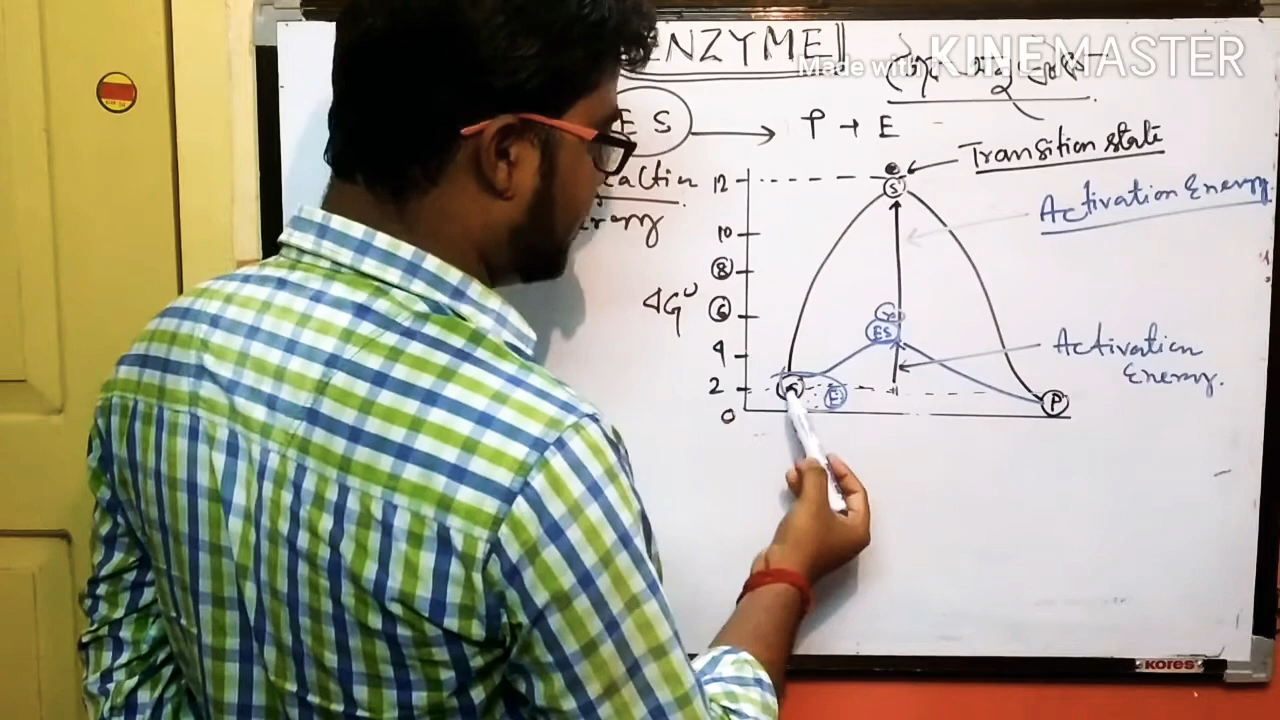 ENZYME
Made with KINEMASTER
ES → P + E
Transition state
Activation Energy
12
S
10
8
ΔG°
6
ES
4
Activation
Energy.
2
E
P
0
KORES